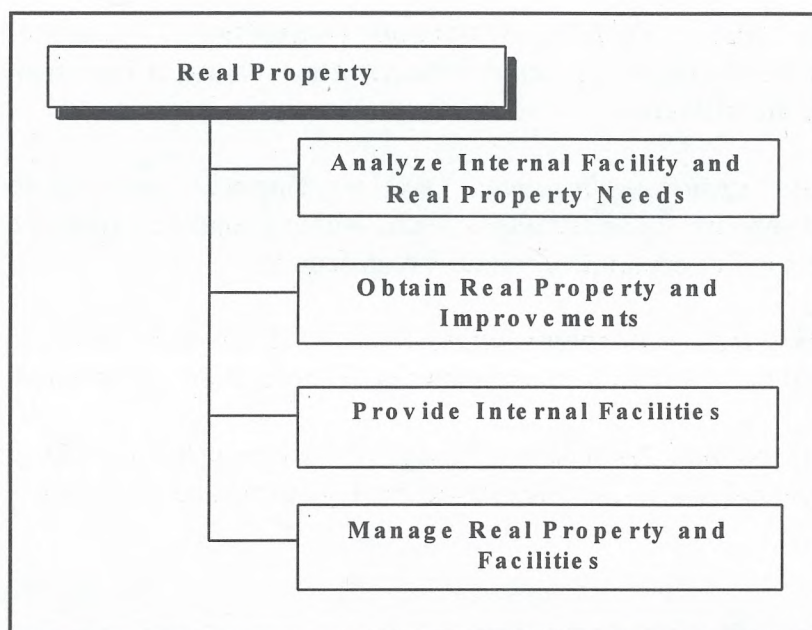 Real Property
Analyze Internal Facility and
Real Property Needs
Obtain Real Property and
Improvements
Provide Internal Facilities
Manage Real Property and
Facilities